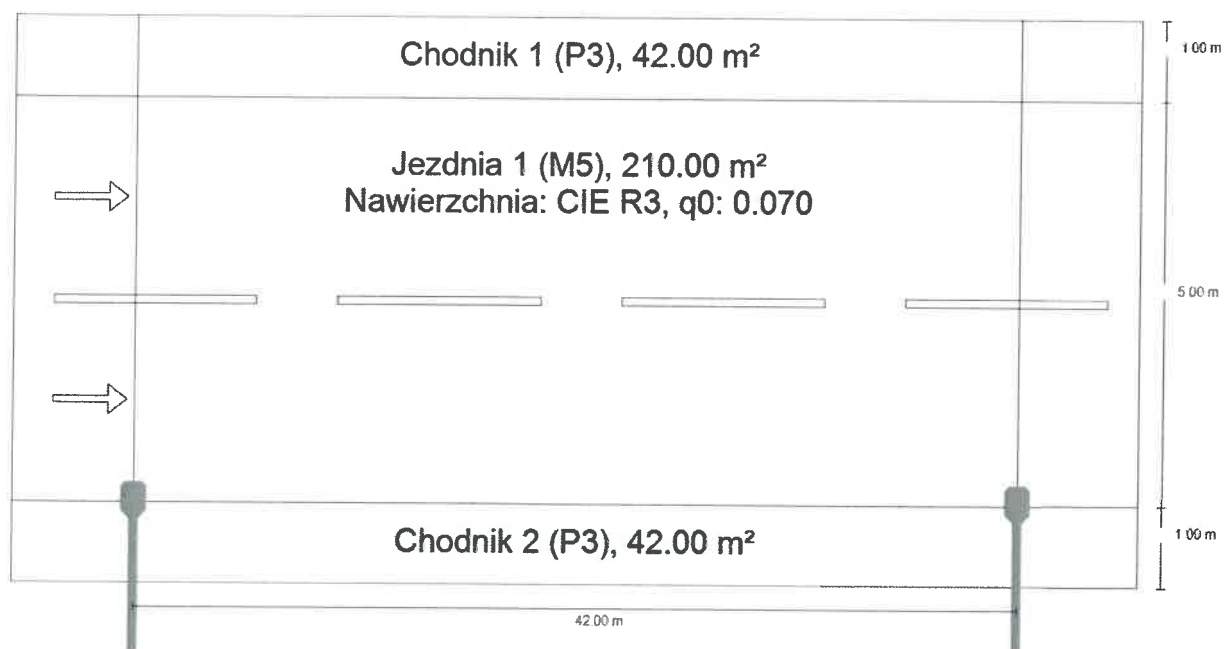 Chodnik 1 (P3), 42.00 m²
1.00 m
Jezdnia 1 (M5), 210.00 m²
Nawierzchnia: CIE R3, q0: 0.070
5.00 m
Chodnik 2 (P3), 42.00 m²
1.00 m
42.00 m